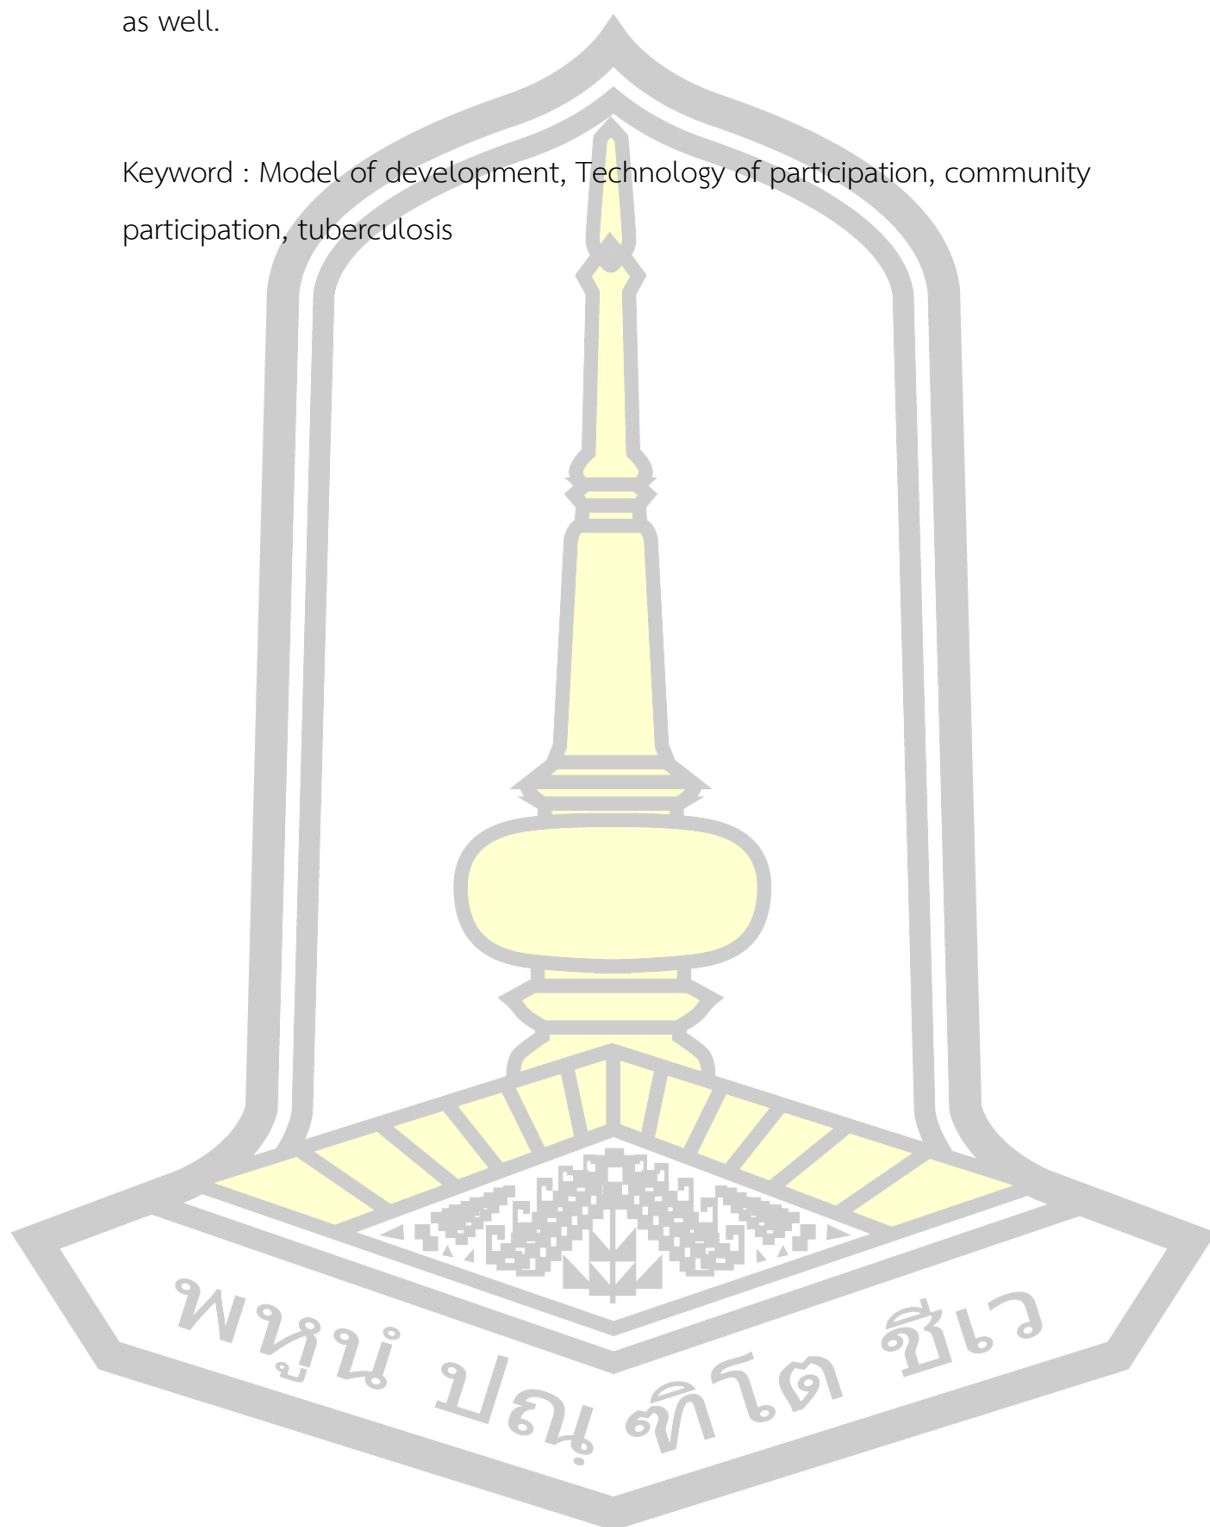 as well.
Keyword : Model of development, Technology of participation, community
participation, tuberculosis
พหูนํ ปณฺ ฑิโต ชีเว